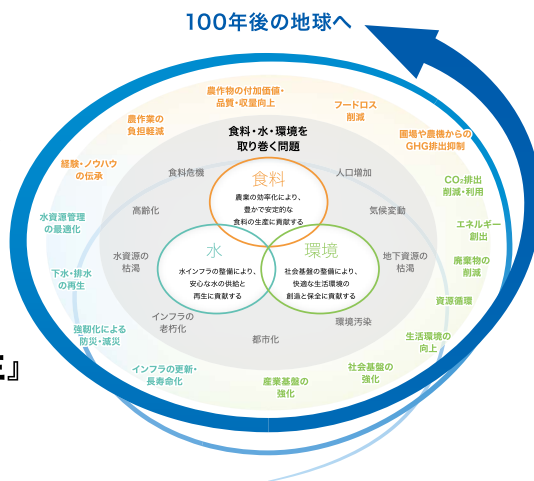 100年後の地球へ
農作物の付加価値・
品質・収量向上
フードロス
削減
農作業の
負担軽減
圃場や農機からの
GHG排出抑制
食料・水・環境を
取り巻く問題
経験・ノウハウ
の伝承
食料危機
人口増加
食料
農業の効率化により、
豊かで安定的な
食料の生産に貢献する
CO₂排出
削減・利用
高齢化
気候変動
水資源管理
の最適化
エネルギー
創出
水
水インフラの整備により、
安心な水の供給と
再生に貢献する
環境
社会基盤の整備により、
快適な生活環境の
創造と保全に貢献する
水資源の
枯渇
地下資源の
枯渇
下水・排水
の再生
廃棄物の
削減
資源循環
インフラの
老朽化
環境汚染
強靭化による
防災・減災
都市化
生活環境の
向上
インフラの更新・
長寿命化
産業基盤の
強化
社会基盤の
強化
』